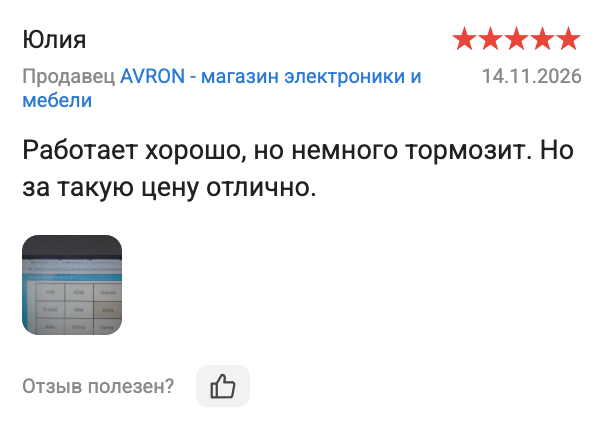 Юлия
Продавец AVRON - магазин электроники и 14.11.2026
мебели
Работает хорошо, но немного тормозит. Но
за такую цену отлично.
Отзыв полезен?